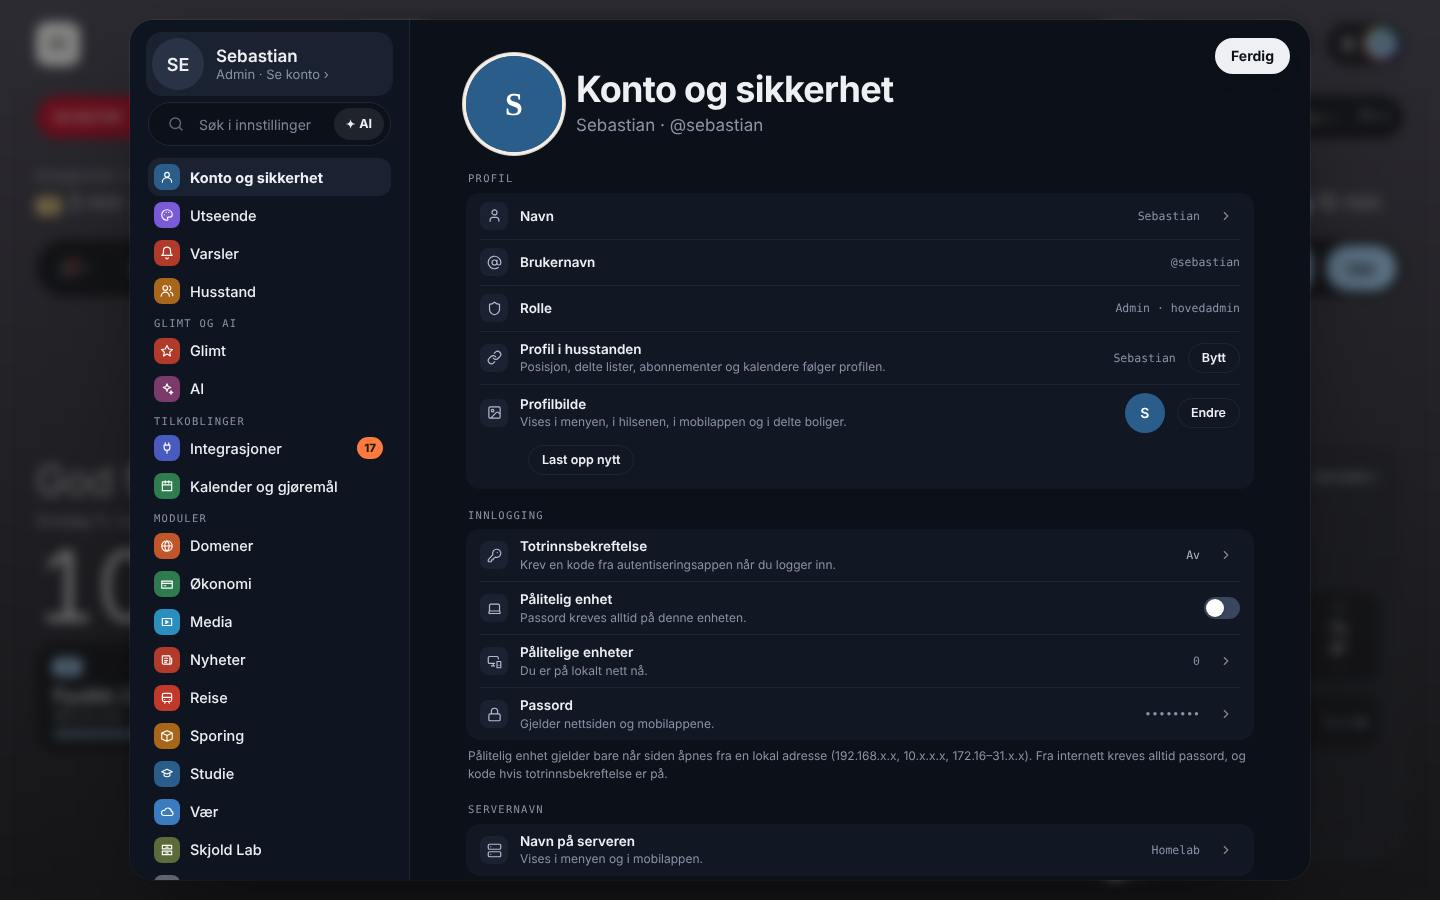 SE
Sebastian
Admin · Se konto ›
Søk i innstillinger
✦ AI
Konto og sikkerhet
Utseende
Varsler
Husstand
GLIMT OG AI
Glimt
AI
TILKOBLINGER
Integrasjoner
17
Kalender og gjøremål
MODULER
Domener
Økonomi
Media
Nyheter
Reise
Sporing
Studie
Vær
Skjold Lab
Ferdig
S
Konto og sikkerhet
Sebastian · @sebastian
PROFIL
Navn
Sebastian
Brukernavn
@sebastian
Rolle
Admin · hovedadmin
Profil i husstanden
Posisjon, delte lister, abonnementer og kalendere følger profilen.
Sebastian
Bytt
Profilbilde
Vises i menyen, i hilsenen, i mobilappen og i delte boliger.
S
Endre
Last opp nytt
INNLOGGING
Totrinnsbekreftelse
Krev en kode fra autentiseringsappen når du logger inn.
Av
Pålitelig enhet
Passord kreves alltid på denne enheten.
Pålitelige enheter
Du er på lokalt nett nå.
0
Passord
Gjelder nettsiden og mobilappene.
••••••••
Pålitelig enhet gjelder bare når siden åpnes fra en lokal adresse (192.168.x.x, 10.x.x.x, 172.16–31.x.x). Fra internett kreves alltid passord, og
kode hvis totrinnsbekreftelse er på.
SERVERNAVN
Navn på serveren
Vises i menyen og i mobilappen.
Homelab
God
10